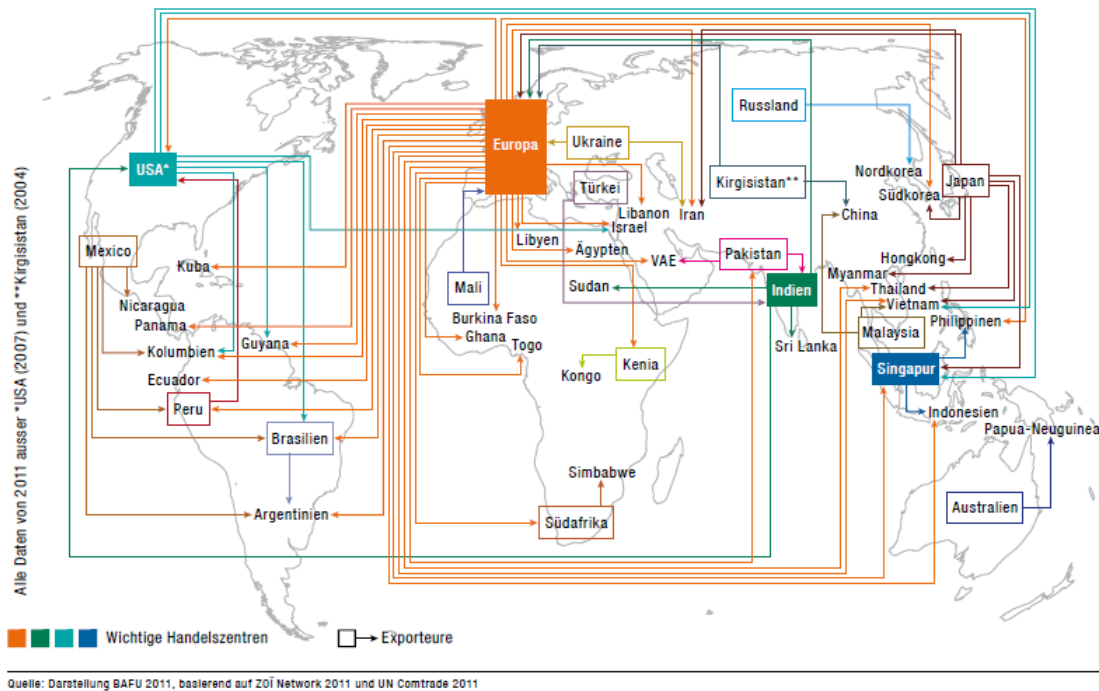 Alle Daten von 2011 ausser *USA (2007) und **Kirgisistan (2004)
USA*
Europa
Ukraine
Russland
Türkei
Kirgisistan**
Nordkorea
Südkorea
Japan
Libanon
Israel
Iran
China
Libyen
Ägypten
VAE
Pakistan
Hongkong
Mexico
Kuba
Mali
Sudan
Indien
Myanmar
Thailand
Vietnam
Nicaragua
Panama
Burkina Faso
Ghana
Togo
Philippinen
Malaysia
Kolumbien
Guyana
Sri Lanka
Ecuador
Kongo
Kenia
Singapur
Peru
Indonesien
Brasilien
Papua-Neuguinea
Simbabwe
Argentinien
Südafrika
Australien
Wichtige Handelszentren
Exporteure
Quelle: Darstellung BAFU 2011, basierend auf ZOÏ Network 2011 und UN Comtrade 2011